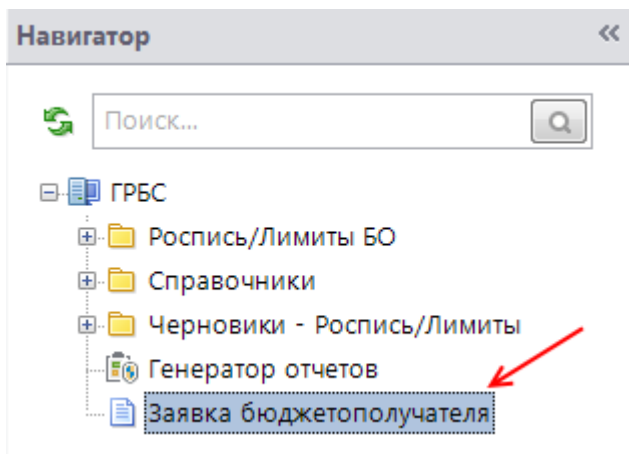 Навигатор
Поиск...
ГРБС
Роспись/Лимиты БО
Справочники
Черновики - Роспись/Лимиты
Генератор отчетов
Заявка бюджетополучателя